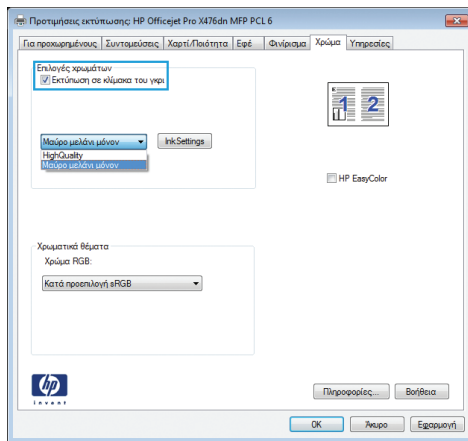 Προτιμήσεις εκτύπωσης: HP Officejet Pro X476dn MFP PCL 6
Για προχωρημένους Συντομεύσεις Χαρτί/Ποιότητα Εφέ Φινίρισμα Χρώμα Υπηρεσίες
Επιλογές χρωμάτων
Εκτύπωση σε κλίμακα του γκρι
1 2
Μαύρο μελάνι μόνον InkSettings
HighQuality
Μαύρο μελάνι μόνον
HP EasyColor
Χρωματικά θέματα
Χρώμα RGB:
Κατά προεπιλογή sRGB
hp
invent
Πληροφορίες... Βοήθεια
OK Άκυρο Εφαρμογή